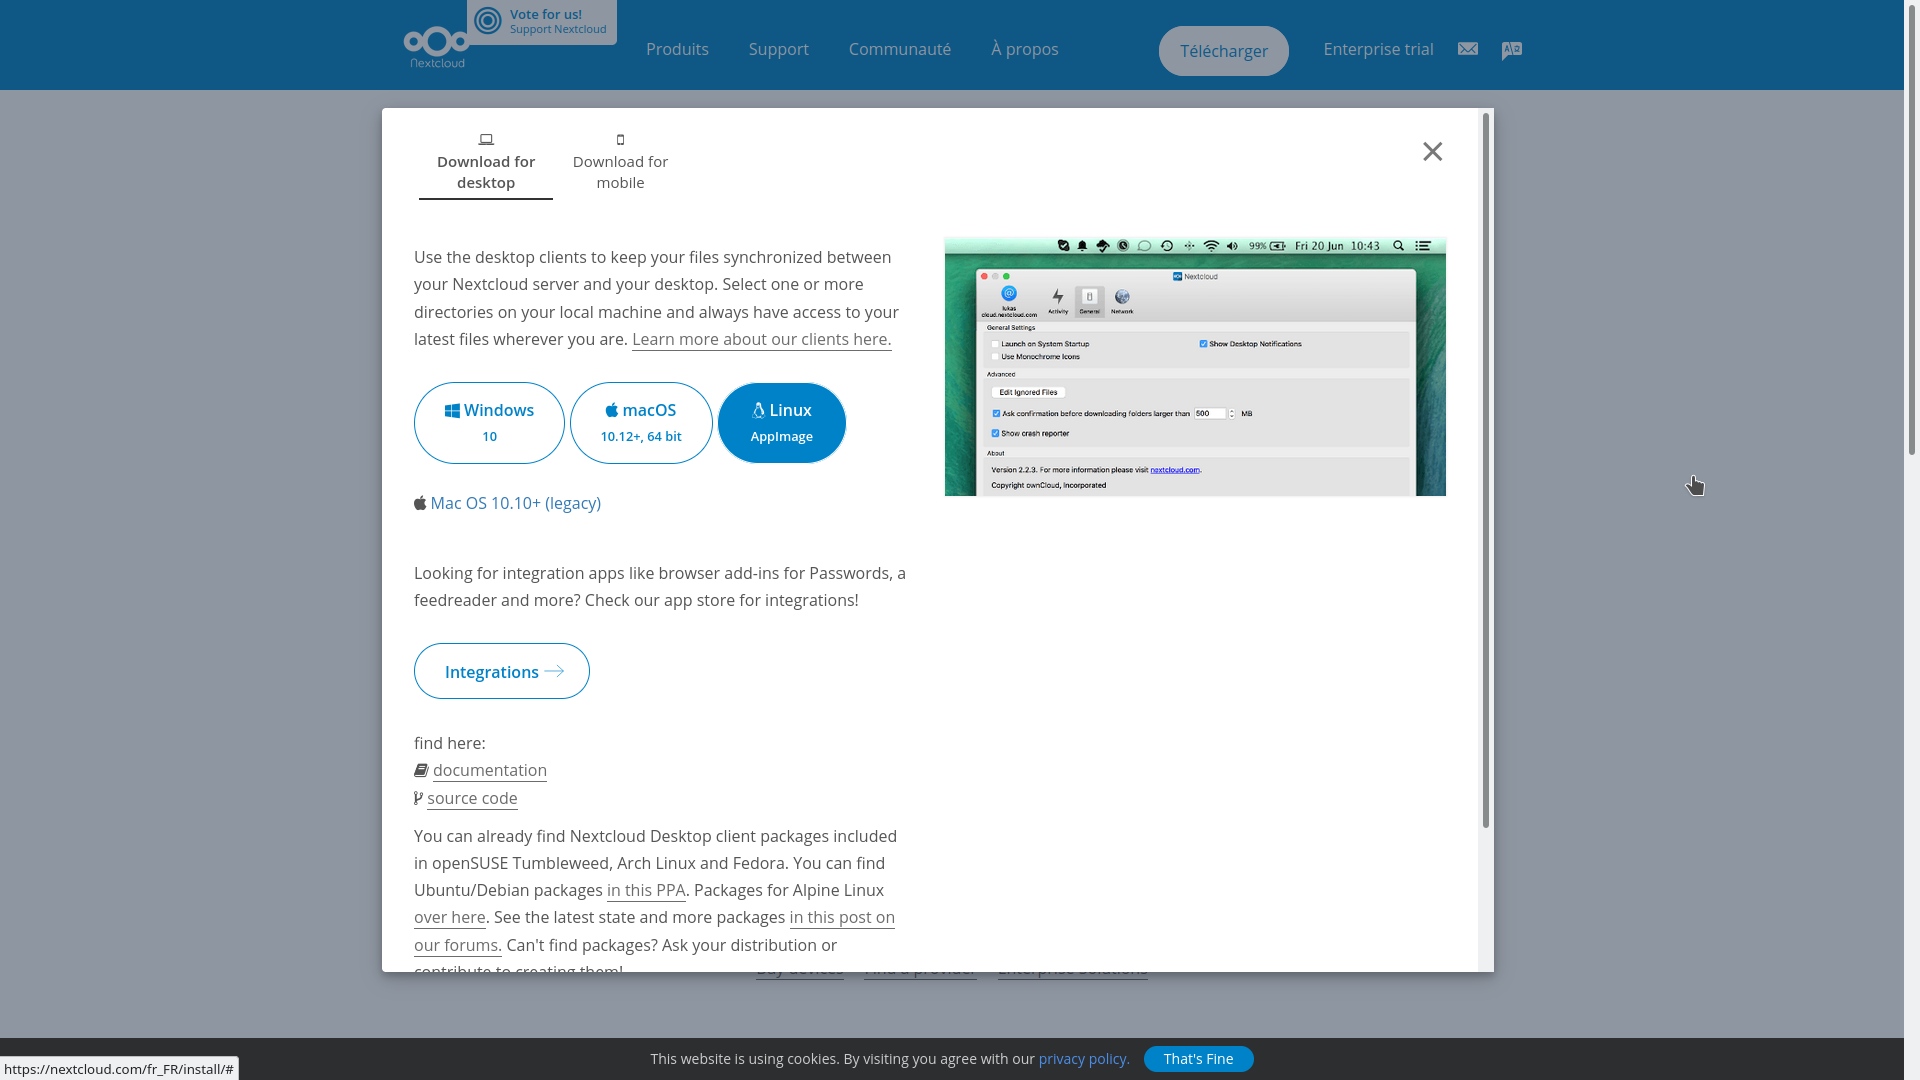 Vote for us!
Support Nextcloud
Nextcloud
Produits
Support
Communauté
À propos
Télécharger
Enterprise trial
Download for
desktop
Download for
mobile
Use the desktop clients to keep your files synchronized between
your Nextcloud server and your desktop. Select one or more
directories on your local machine and always have access to your
latest files wherever you are. Learn more about our clients here.
Windows
10
macOS
10.12+, 64 bit
Linux
AppImage
Mac OS 10.10+ (legacy)
99%
Fri 20 Jun 10:43
Nextcloud
lukas
cloud.nextcloud.com
Activity
General
Network
General Settings
Launch on System Startup
Show Desktop Notifications
Use Monochrome Icons
Advanced
Edit Ignored Files
Ask confirmation before downloading folders larger than 500 MB
Show crash reporter
About
Version 2.2.3. For more information please visit nextcloud.com.
Copyright ownCloud, Incorporated
Looking for integration apps like browser add-ins for Passwords, a
feedreader and more? Check our app store for integrations!
Integrations
find here:
documentation
source code
You can already find Nextcloud Desktop client packages included
in openSUSE Tumbleweed, Arch Linux and Fedora. You can find
Ubuntu/Debian packages in this PPA. Packages for Alpine Linux
over here. See the latest state and more packages in this post on
our forums. Can't find packages? Ask your distribution or
contribute to creating them!
Buy devices
Find a provider
Enterprise solutions
This website is using cookies. By visiting you agree with our privacy policy.
That's Fine
https://nextcloud.com/fr_FR/install/#